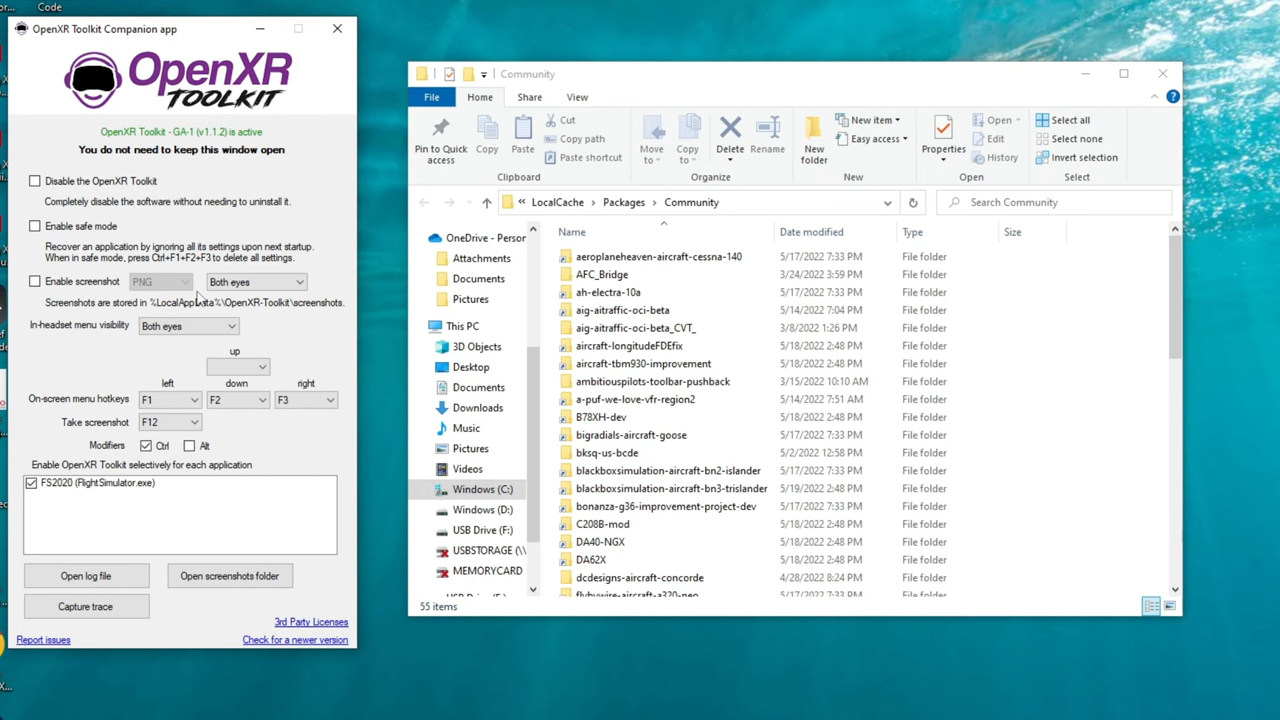 Code
OpenXR Toolkit Companion app
OpenXR
TOOLKIT
OpenXR Toolkit - GA-1 (v1.1.2) is active
You do not need to keep this window open
Disable the OpenXR Toolkit
Completely disable the software without needing to uninstall it.
Enable safe mode
Recover an application by ignoring all its settings upon next startup.
When in safe mode, press Ctrl+F1+F2+F3 to delete all settings.
Enable screenshot PNG Both eyes
Screenshots are stored in %LocalAppData%\OpenXR-Toolkit\screenshots.
In-headset menu visibility Both eyes
up
left down right
On-screen menu hotkeys F1 F2 F3
Take screenshot F12
Modifiers Ctrl Alt
Enable OpenXR Toolkit selectively for each application
FS2020 (FlightSimulator.exe)
Open log file Open screenshots folder
Capture trace
3rd Party Licenses
Report issues Check for a newer version
Community
File Home Share View
Pin to Quick access
Copy
Paste
Cut
Copy path
Paste shortcut
Clipboard
Move to
Copy to
Delete
Rename
Organize
New folder
New item
Easy access
New
Properties
Open
Edit
History
Open
Select all
Select none
Invert selection
Select
« LocalCache > Packages > Community
Search Community
OneDrive - Person
Attachments
Documents
Pictures
This PC
3D Objects
Desktop
Documents
Downloads
Music
Pictures
Videos
Windows (C:)
Windows (D:)
USB Drive (F:)
USBSTORAGE (\\
MEMORYCARD
Name Date modified Type Size
aeroplaneheaven-aircraft-cessna-140 5/17/2022 7:33 PM File folder
AFC_Bridge 3/24/2022 3:59 PM File folder
ah-electra-10a 5/17/2022 7:33 PM File folder
aig-aitraffic-oci-beta 5/14/2022 7:04 PM File folder
aig-aitraffic-oci-beta_CVT_ 3/8/2022 1:26 PM File folder
aircraft-longitudeFDEfix 5/18/2022 2:48 PM File folder
aircraft-tbm930-improvement 5/18/2022 2:48 PM File folder
ambitiouspilots-toolbar-pushback 3/15/2022 10:10 AM File folder
a-puf-we-love-vfr-region2 5/14/2022 7:51 AM File folder
B78XH-dev 5/18/2022 2:48 PM File folder
bigradials-aircraft-goose 5/17/2022 7:33 PM File folder
bksq-us-bcde 5/2/2022 12:58 PM File folder
blackboxsimulation-aircraft-bn2-islander 5/17/2022 7:33 PM File folder
blackboxsimulation-aircraft-bn3-trislander 5/19/2022 2:48 PM File folder
bonanza-g36-improvement-project-dev 5/17/2022 7:33 PM File folder
C208B-mod 5/18/2022 2:48 PM File folder
DA40-NGX 5/18/2022 2:48 PM File folder
DA62X 5/18/2022 2:48 PM File folder
dcdesigns-aircraft-concorde 4/28/2022 8:24 PM File folder
flybywire-aircraft-a320-neo 5/17/2022 7:33 PM File folder
55 items